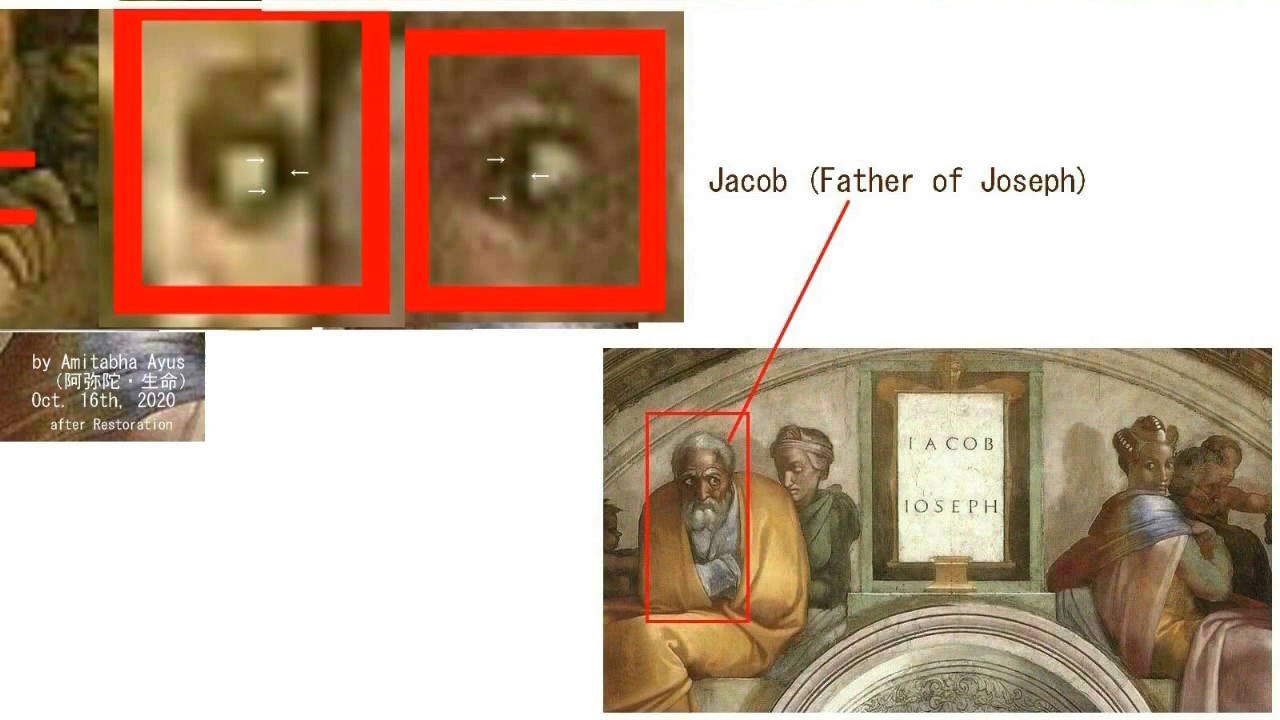 Jacob (Father of Joseph)
by Amitabha Ayus
(阿弥陀・生命)
Oct. 16th, 2020
after Restoration
IACOB
IOSEPH